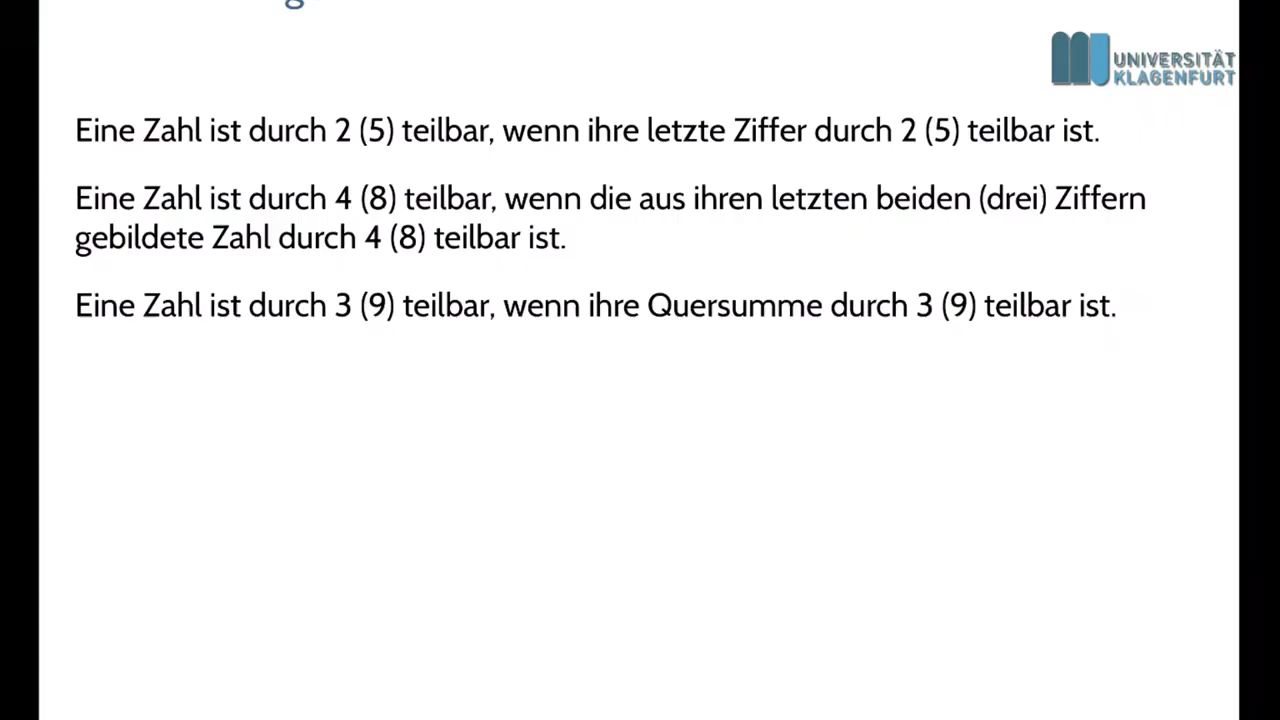 UNIVERSITÄT
KLAGENFURT
Eine Zahl ist durch 2 (5) teilbar, wenn ihre letzte Ziffer durch 2 (5) teilbar ist.
Eine Zahl ist durch 4 (8) teilbar, wenn die aus ihren letzten beiden (drei) Ziffern
gebildete Zahl durch 4 (8) teilbar ist.
Eine Zahl ist durch 3 (9) teilbar, wenn ihre Quersumme durch 3 (9) teilbar ist.